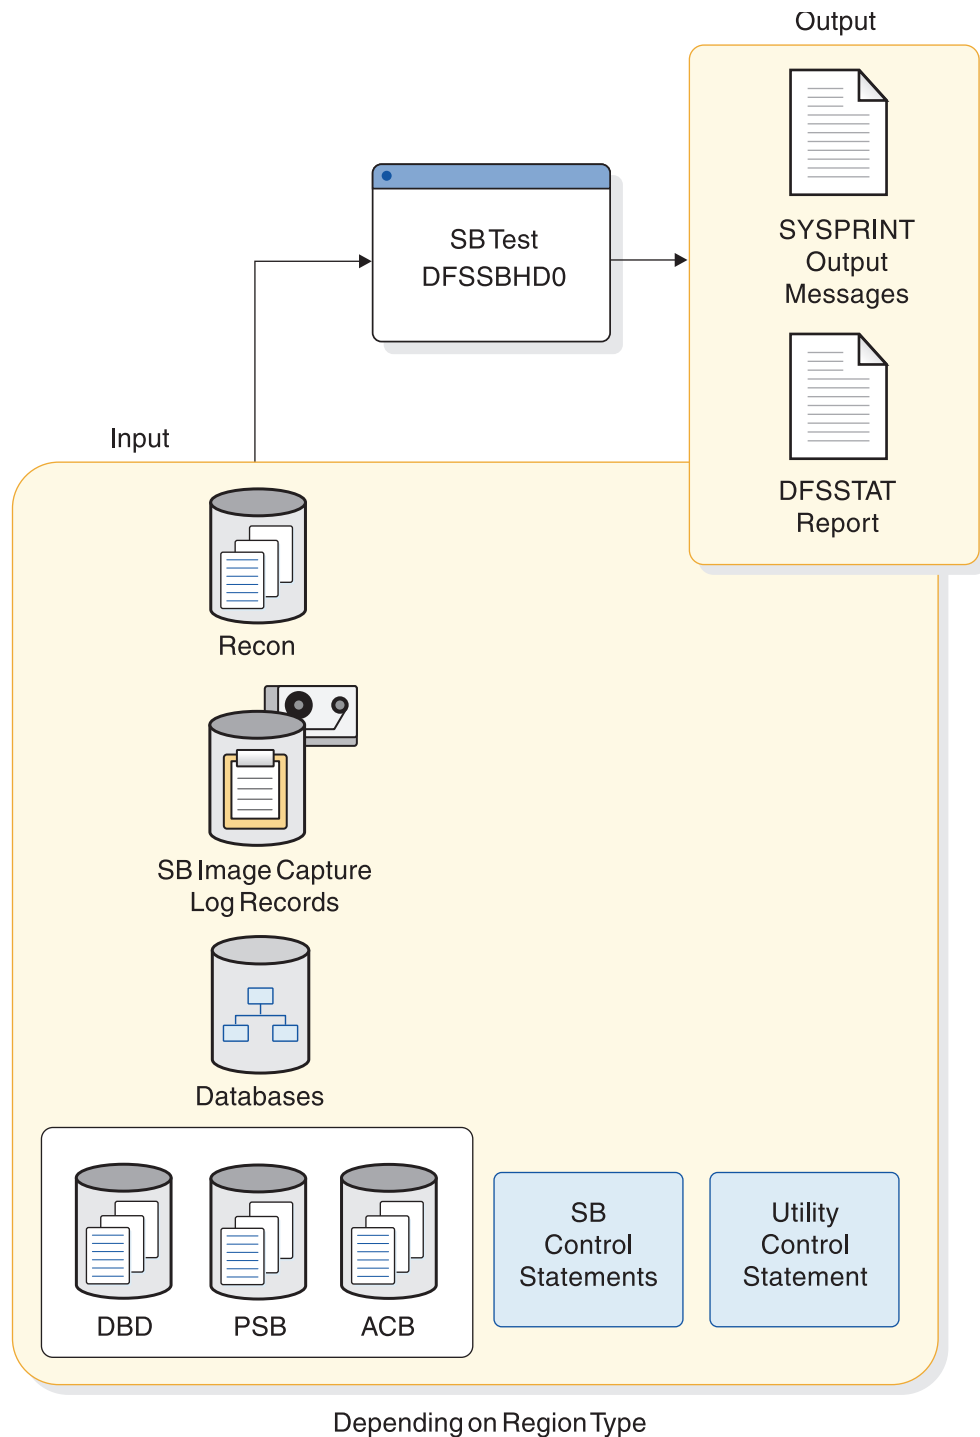 Output
SYSPRINT
Output
Messages
DFSSTAT
Report
SB Test
DFSSBHD0
Input
Recon
SB Image Capture
Log Records
Databases
DBD
PSB
ACB
SB
Control
Statements
Utility
Control
Statement
Depending on Region Type